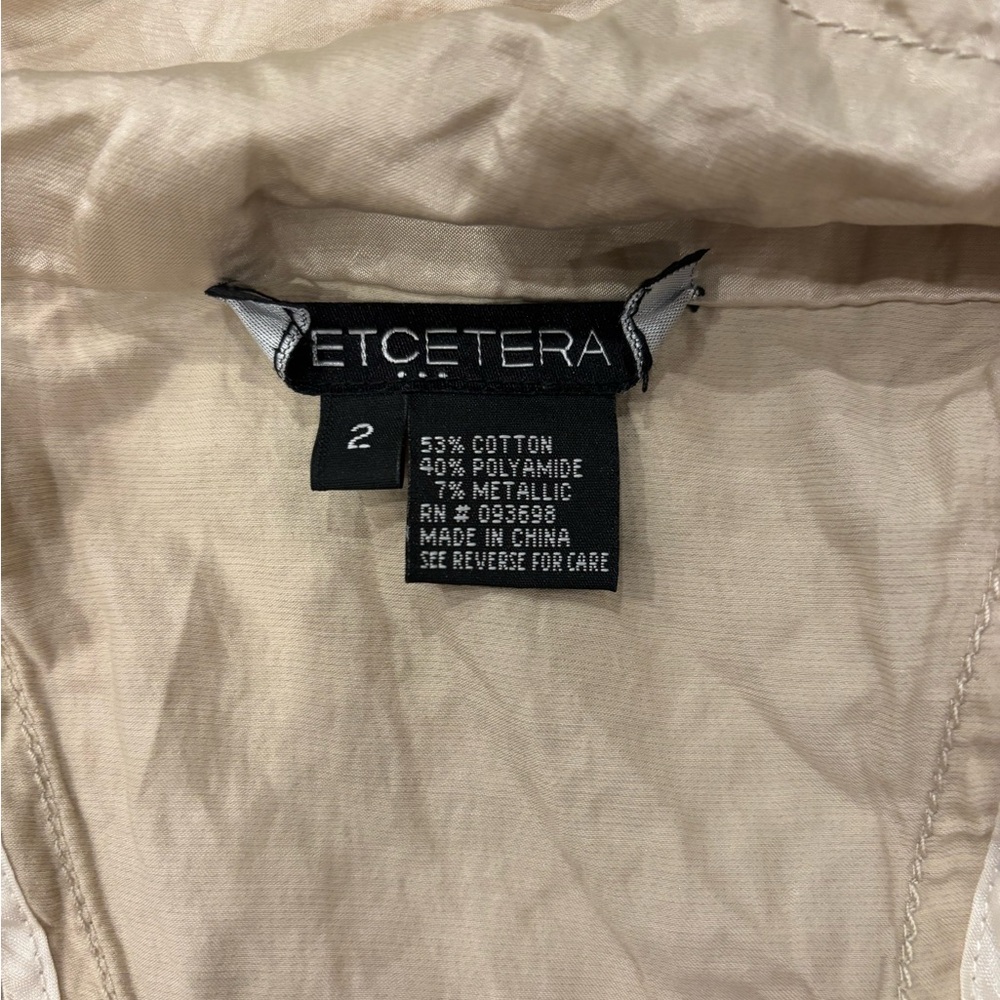 ETCETERA
...
2
53% COTTON
40% POLYAMIDE
7% METALLIC
RN # 093698
MADE IN CHINA
SEE REVERSE FOR CARE